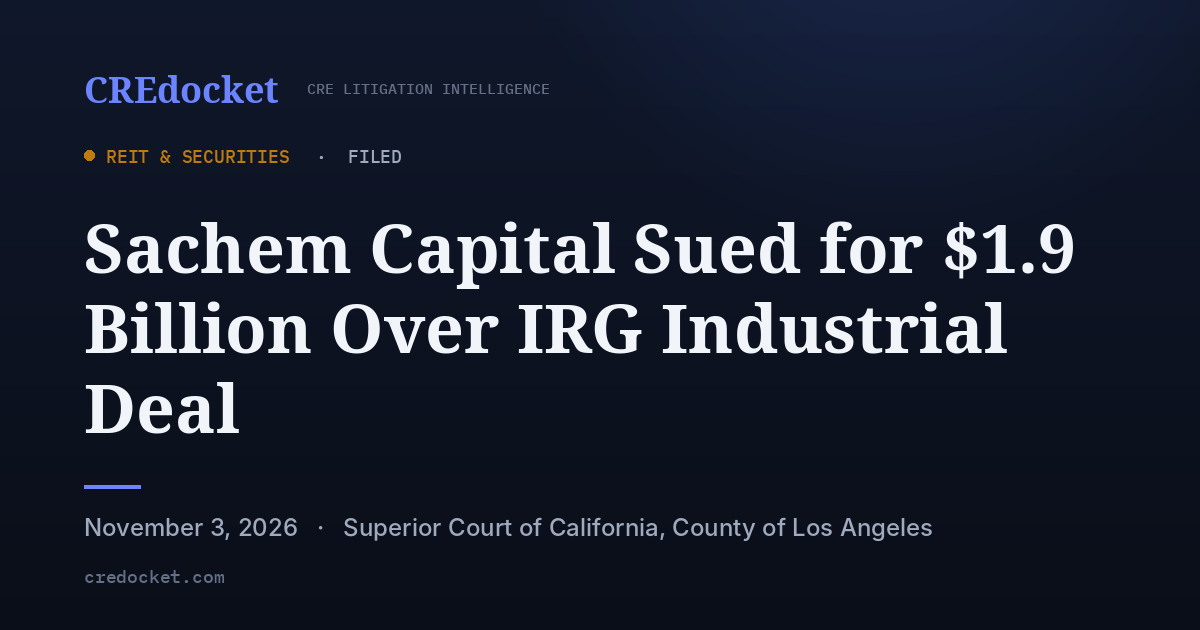 CREdocket CRE LITIGATION INTELLIGENCE
REIT & SECURITIES · FILED
Sachem Capital Sued for $1.9
Billion Over IRG Industrial
Deal
November 3, 2026 · Superior Court of California, County of Los Angeles
credocket.com